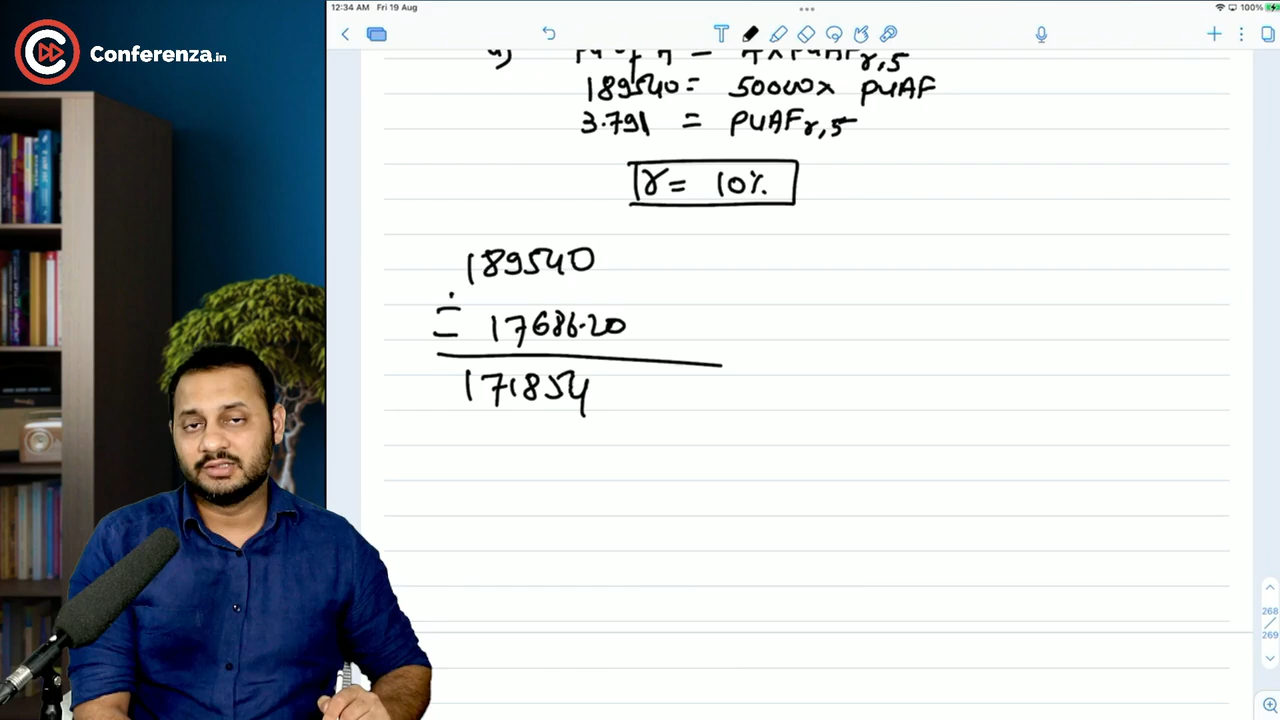 12:34 AM Fri 19 Aug
100%
Conferenza.in
189540 = 50000 x PVAF
3.791 = PVAFr,5
r = 10%
189540
17686.20
171854
268
269